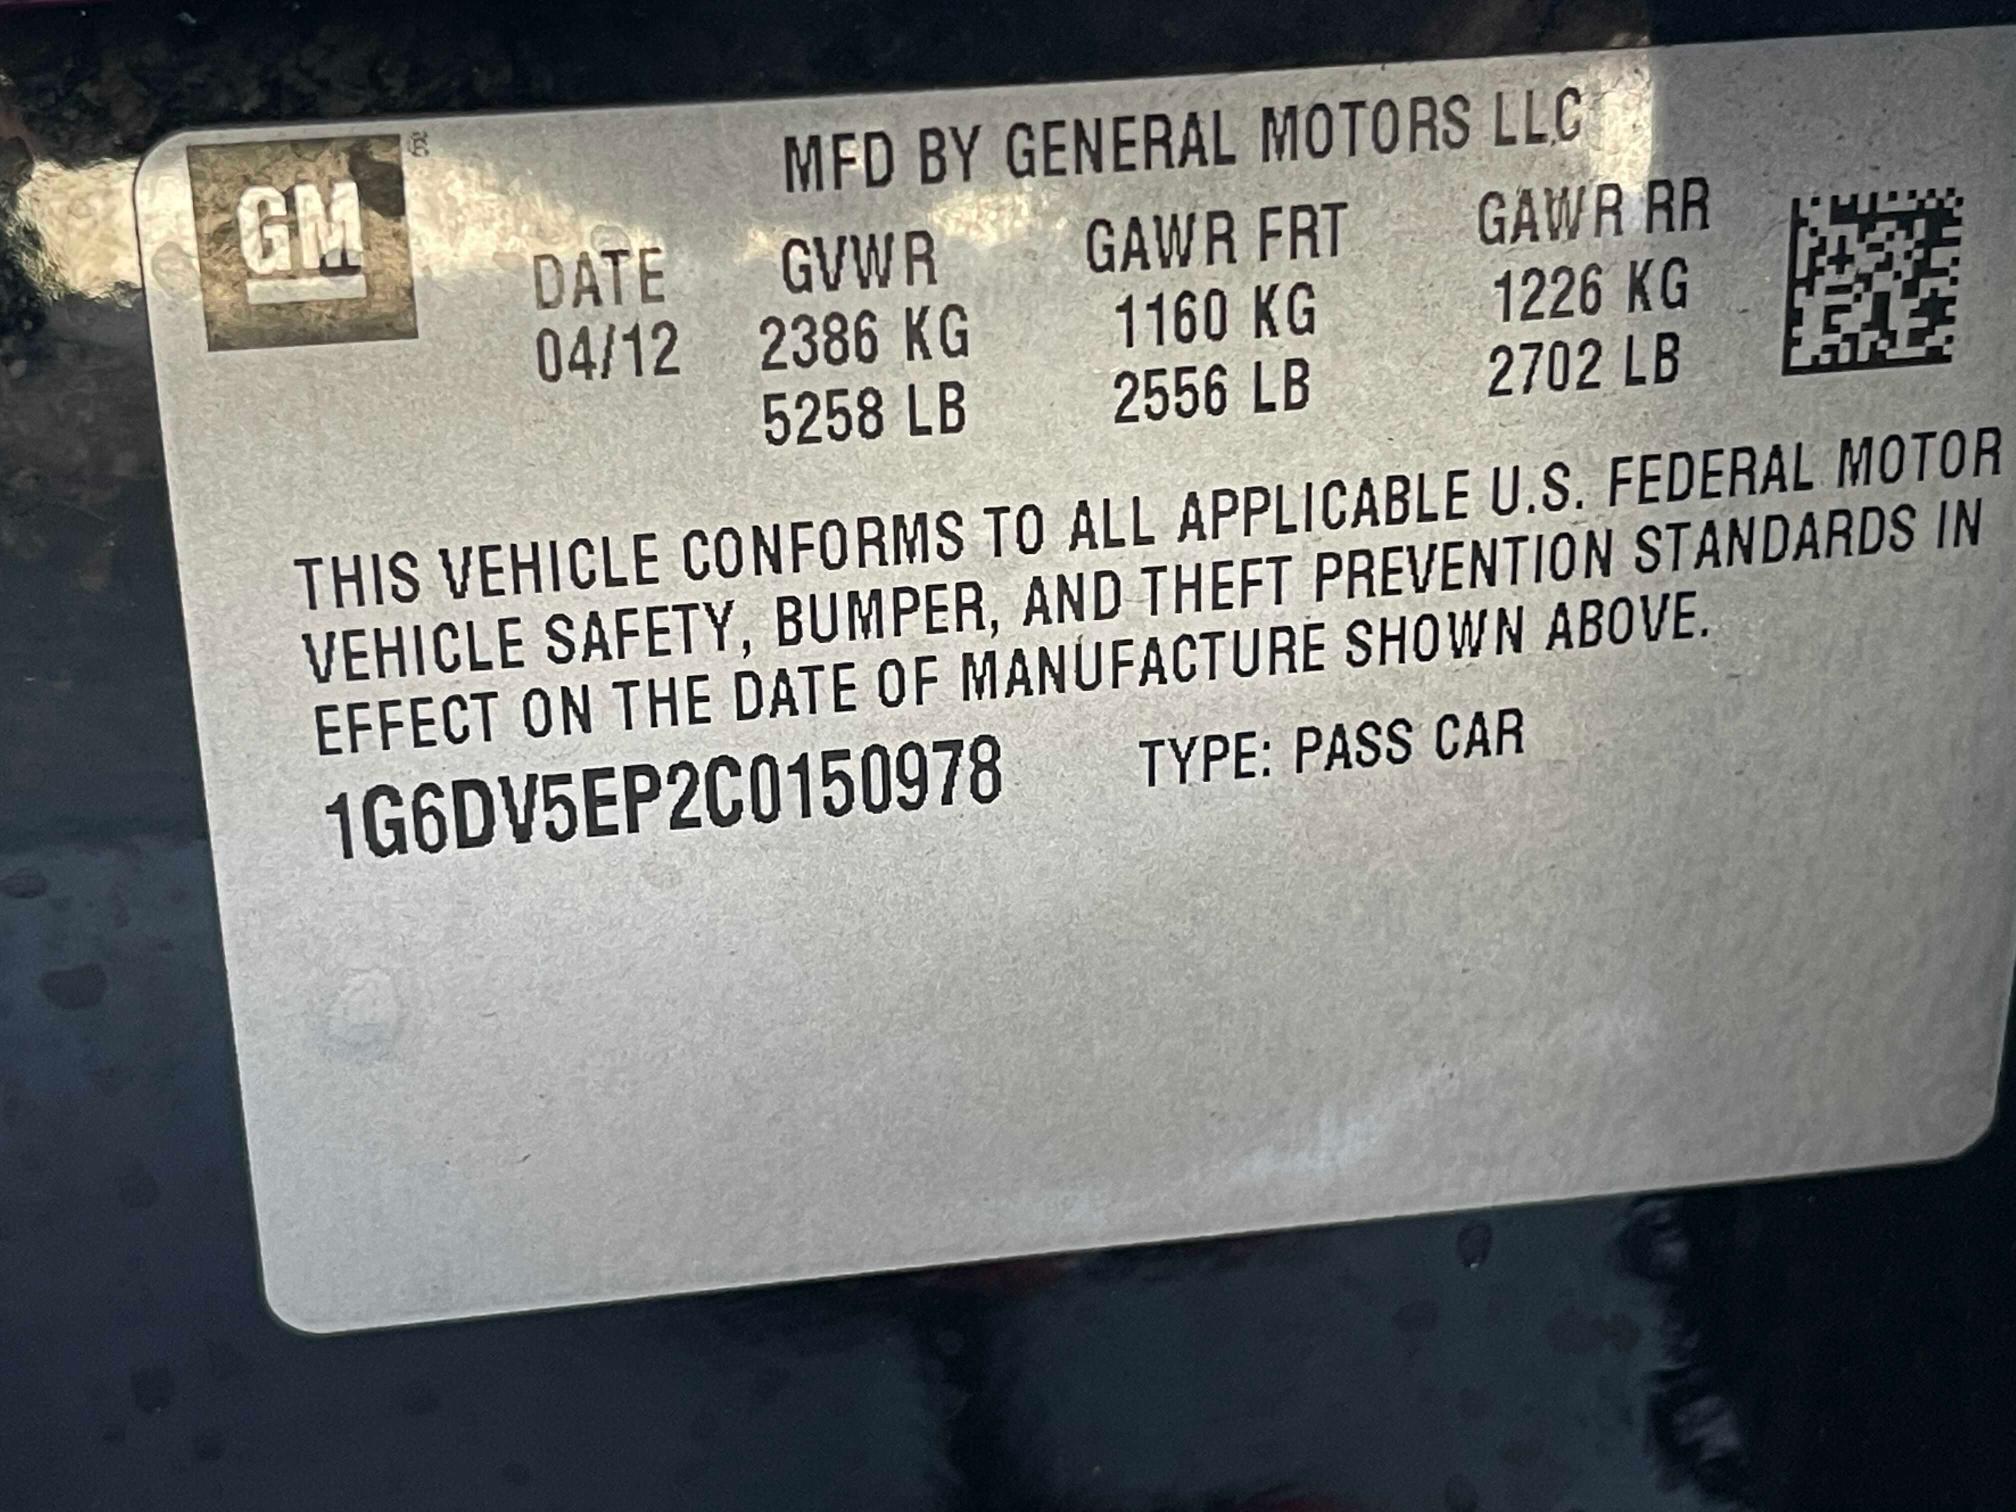 GM®
MFD BY GENERAL MOTORS LLC
DATE GVWR GAWR FRT GAWR RR
04/12 2386 KG 1160 KG 1226 KG
5258 LB 2556 LB 2702 LB
THIS VEHICLE CONFORMS TO ALL APPLICABLE U.S. FEDERAL MOTOR
VEHICLE SAFETY, BUMPER, AND THEFT PREVENTION STANDARDS IN
EFFECT ON THE DATE OF MANUFACTURE SHOWN ABOVE.
1G6DV5EP2C0150978 TYPE: PASS CAR